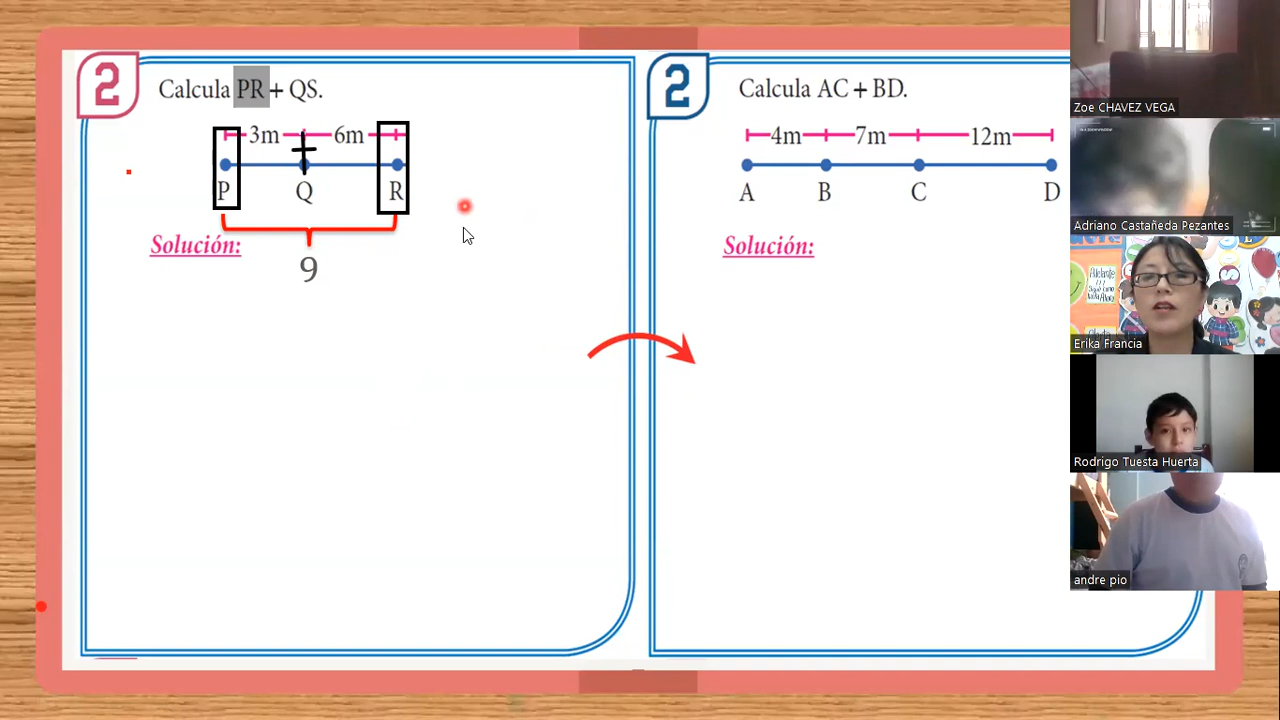 2
Calcula PR + QS.
3m + 6m
P Q R
Solución:
9
2
Calcula AC + BD.
4m 7m 12m
A B C D
Solución:
Zoe CHAVEZ VEGA
Adriano Castañeda Pezantes
Adelante
Erika Francia
Rodrigo Tuesta Huerta
andre pio